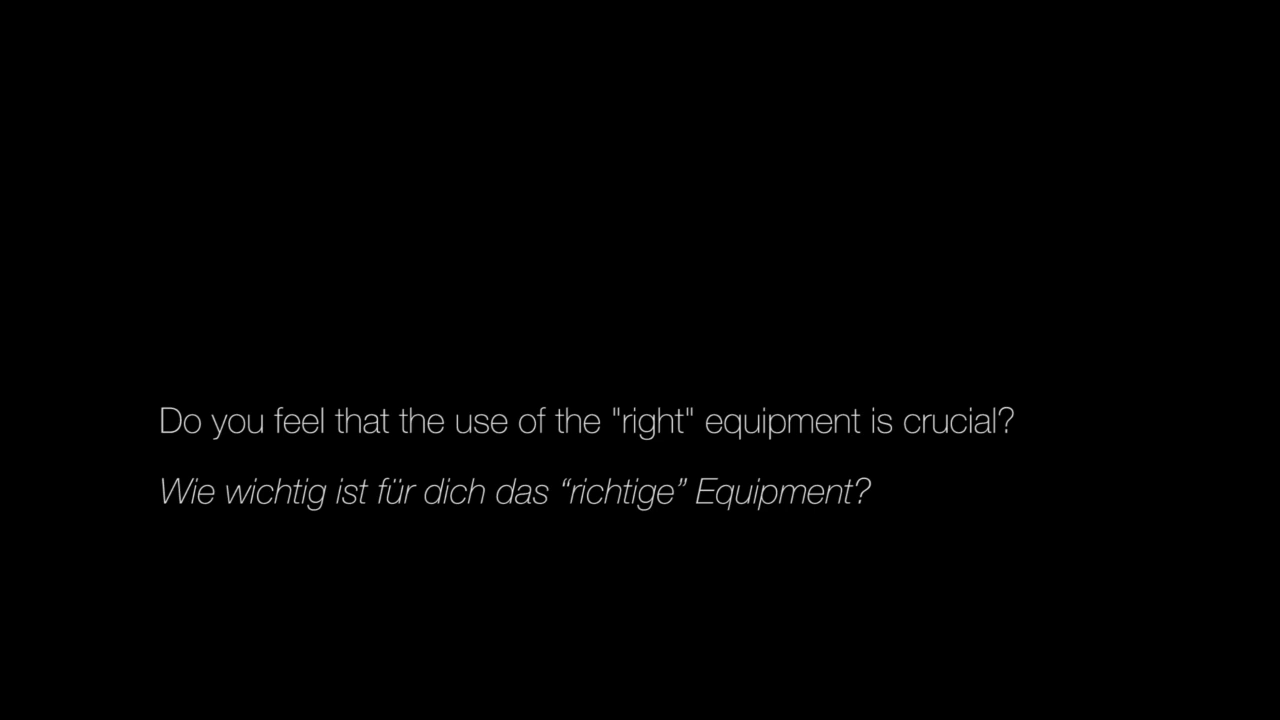 Do you feel that the use of the "right" equipment is crucial?
Wie wichtig ist für dich das “richtige” Equipment?